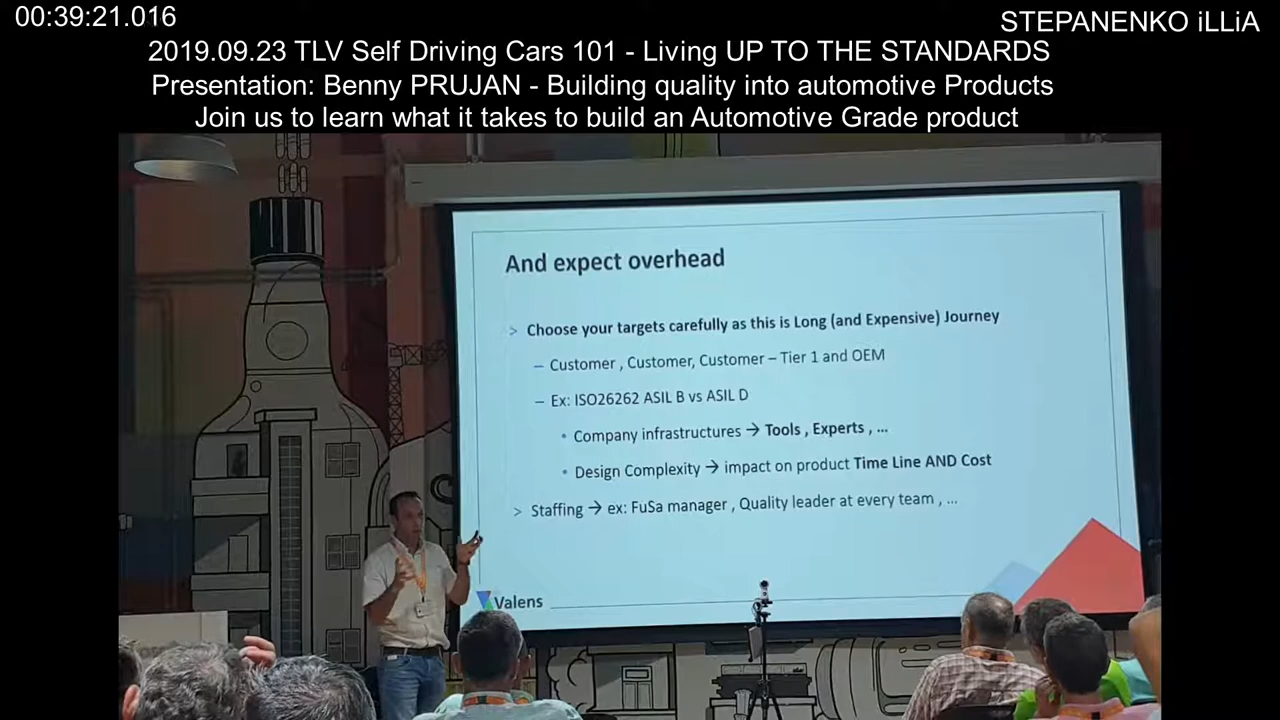 00:39:21.016
STEPANENKO iLLiA
2019.09.23 TLV Self Driving Cars 101 - Living UP TO THE STANDARDS
Presentation: Benny PRUJAN - Building quality into automotive Products
Join us to learn what it takes to build an Automotive Grade product
And expect overhead
> Choose your targets carefully as this is Long (and Expensive) Journey
– Customer , Customer, Customer – Tier 1 and OEM
– Ex: ISO26262 ASIL B vs ASIL D
• Company infrastructures → Tools , Experts , ...
• Design Complexity → impact on product Time Line AND Cost
> Staffing → ex: FuSa manager , Quality leader at every team , ...
Valens